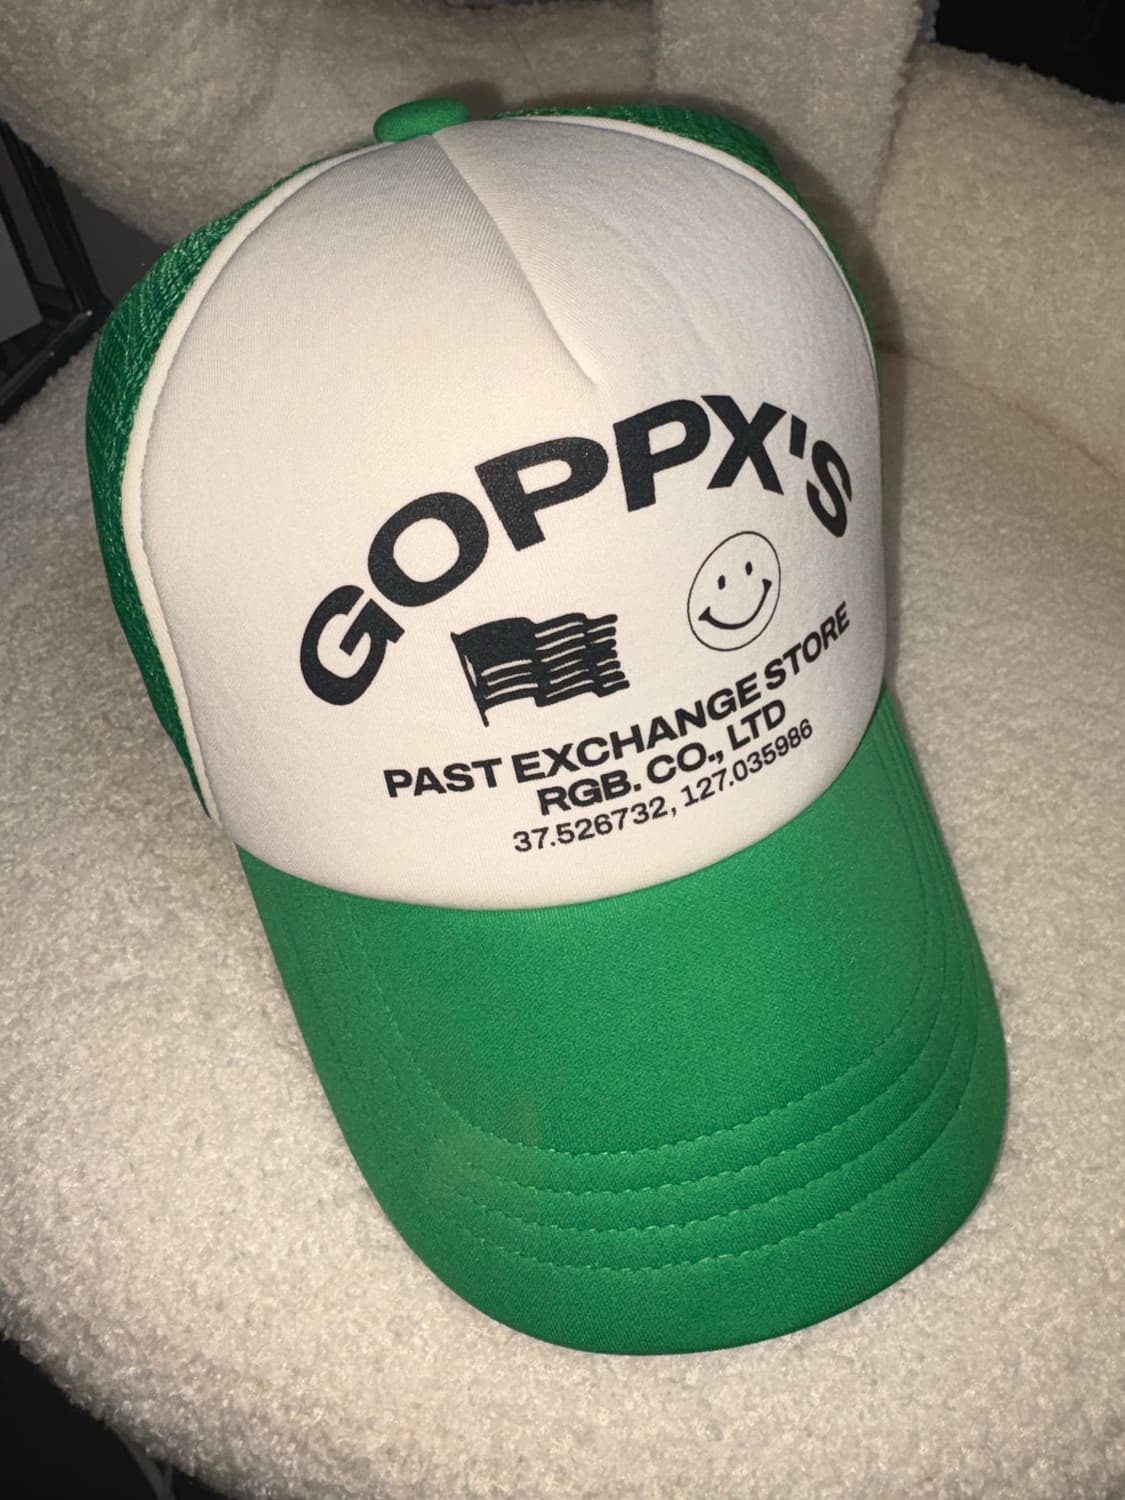 GOPPX'S
PAST EXCHANGE STORE
RGB. CO., LTD
37.526732, 127.035986